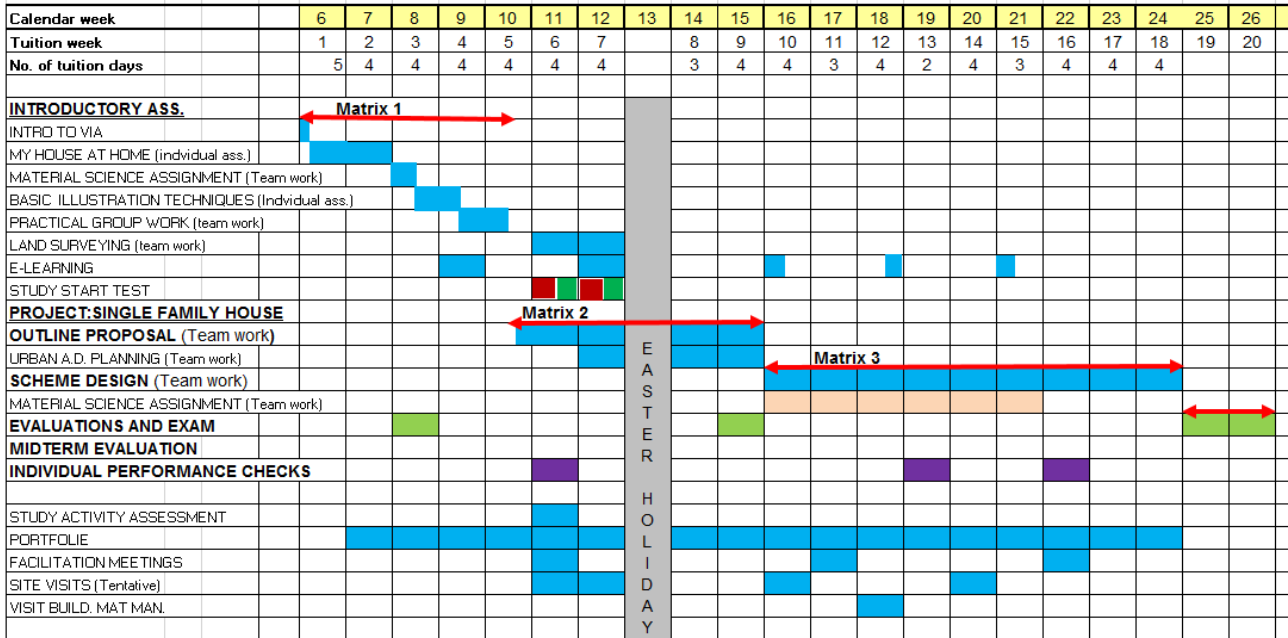 Calendar week 6 7 8 9 10 11 12 13 14 15 16 17 18 19 20 21 22 23 24 25 26
Tuition week 1 2 3 4 5 6 7 8 9 10 11 12 13 14 15 16 17 18 19 20
No. of tuition days 5 4 4 4 4 4 4 3 4 4 3 4 2 4 3 4 4 4
INTRODUCTORY ASS. Matrix 1
INTRO TO VIA
MY HOUSE AT HOME (indvidual ass.)
MATERIAL SCIENCE ASSIGNMENT (Team work)
BASIC ILLUSTRATION TECHNIQUES (Indvidual ass.)
PRACTICAL GROUP WORK (team work)
LAND SURVEYING (team work)
E-LEARNING
STUDY START TEST
PROJECT:SINGLE FAMILY HOUSE Matrix 2
OUTLINE PROPOSAL (Team work)
URBAN A.D. PLANNING (Team work) Matrix 3
SCHEME DESIGN (Team work)
MATERIAL SCIENCE ASSIGNMENT (Team work)
EVALUATIONS AND EXAM
MIDTERM EVALUATION
INDIVIDUAL PERFORMANCE CHECKS
STUDY ACTIVITY ASSESSMENT
PORTFOLIE
FACILITATION MEETINGS
SITE VISITS (Tentative)
VISIT BUILD. MAT MAN.
EASTER HOLIDAY